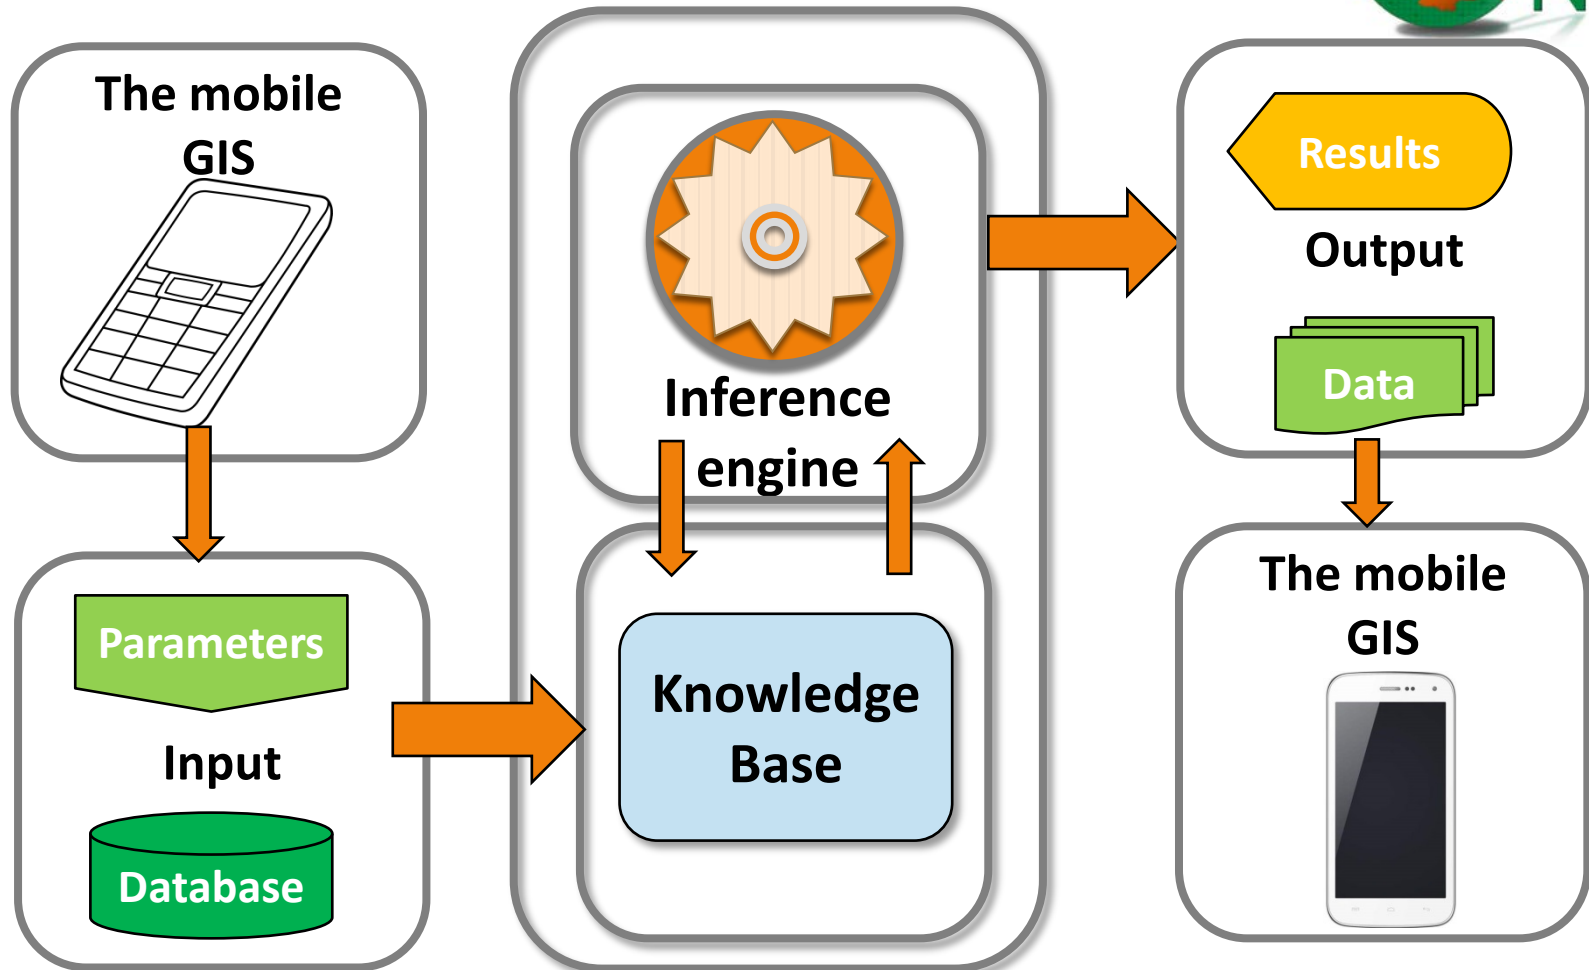 The mobile
GIS
Parameters
Input
Database
Inference
engine
Knowledge
Base
Results
Output
Data
The mobile
GIS